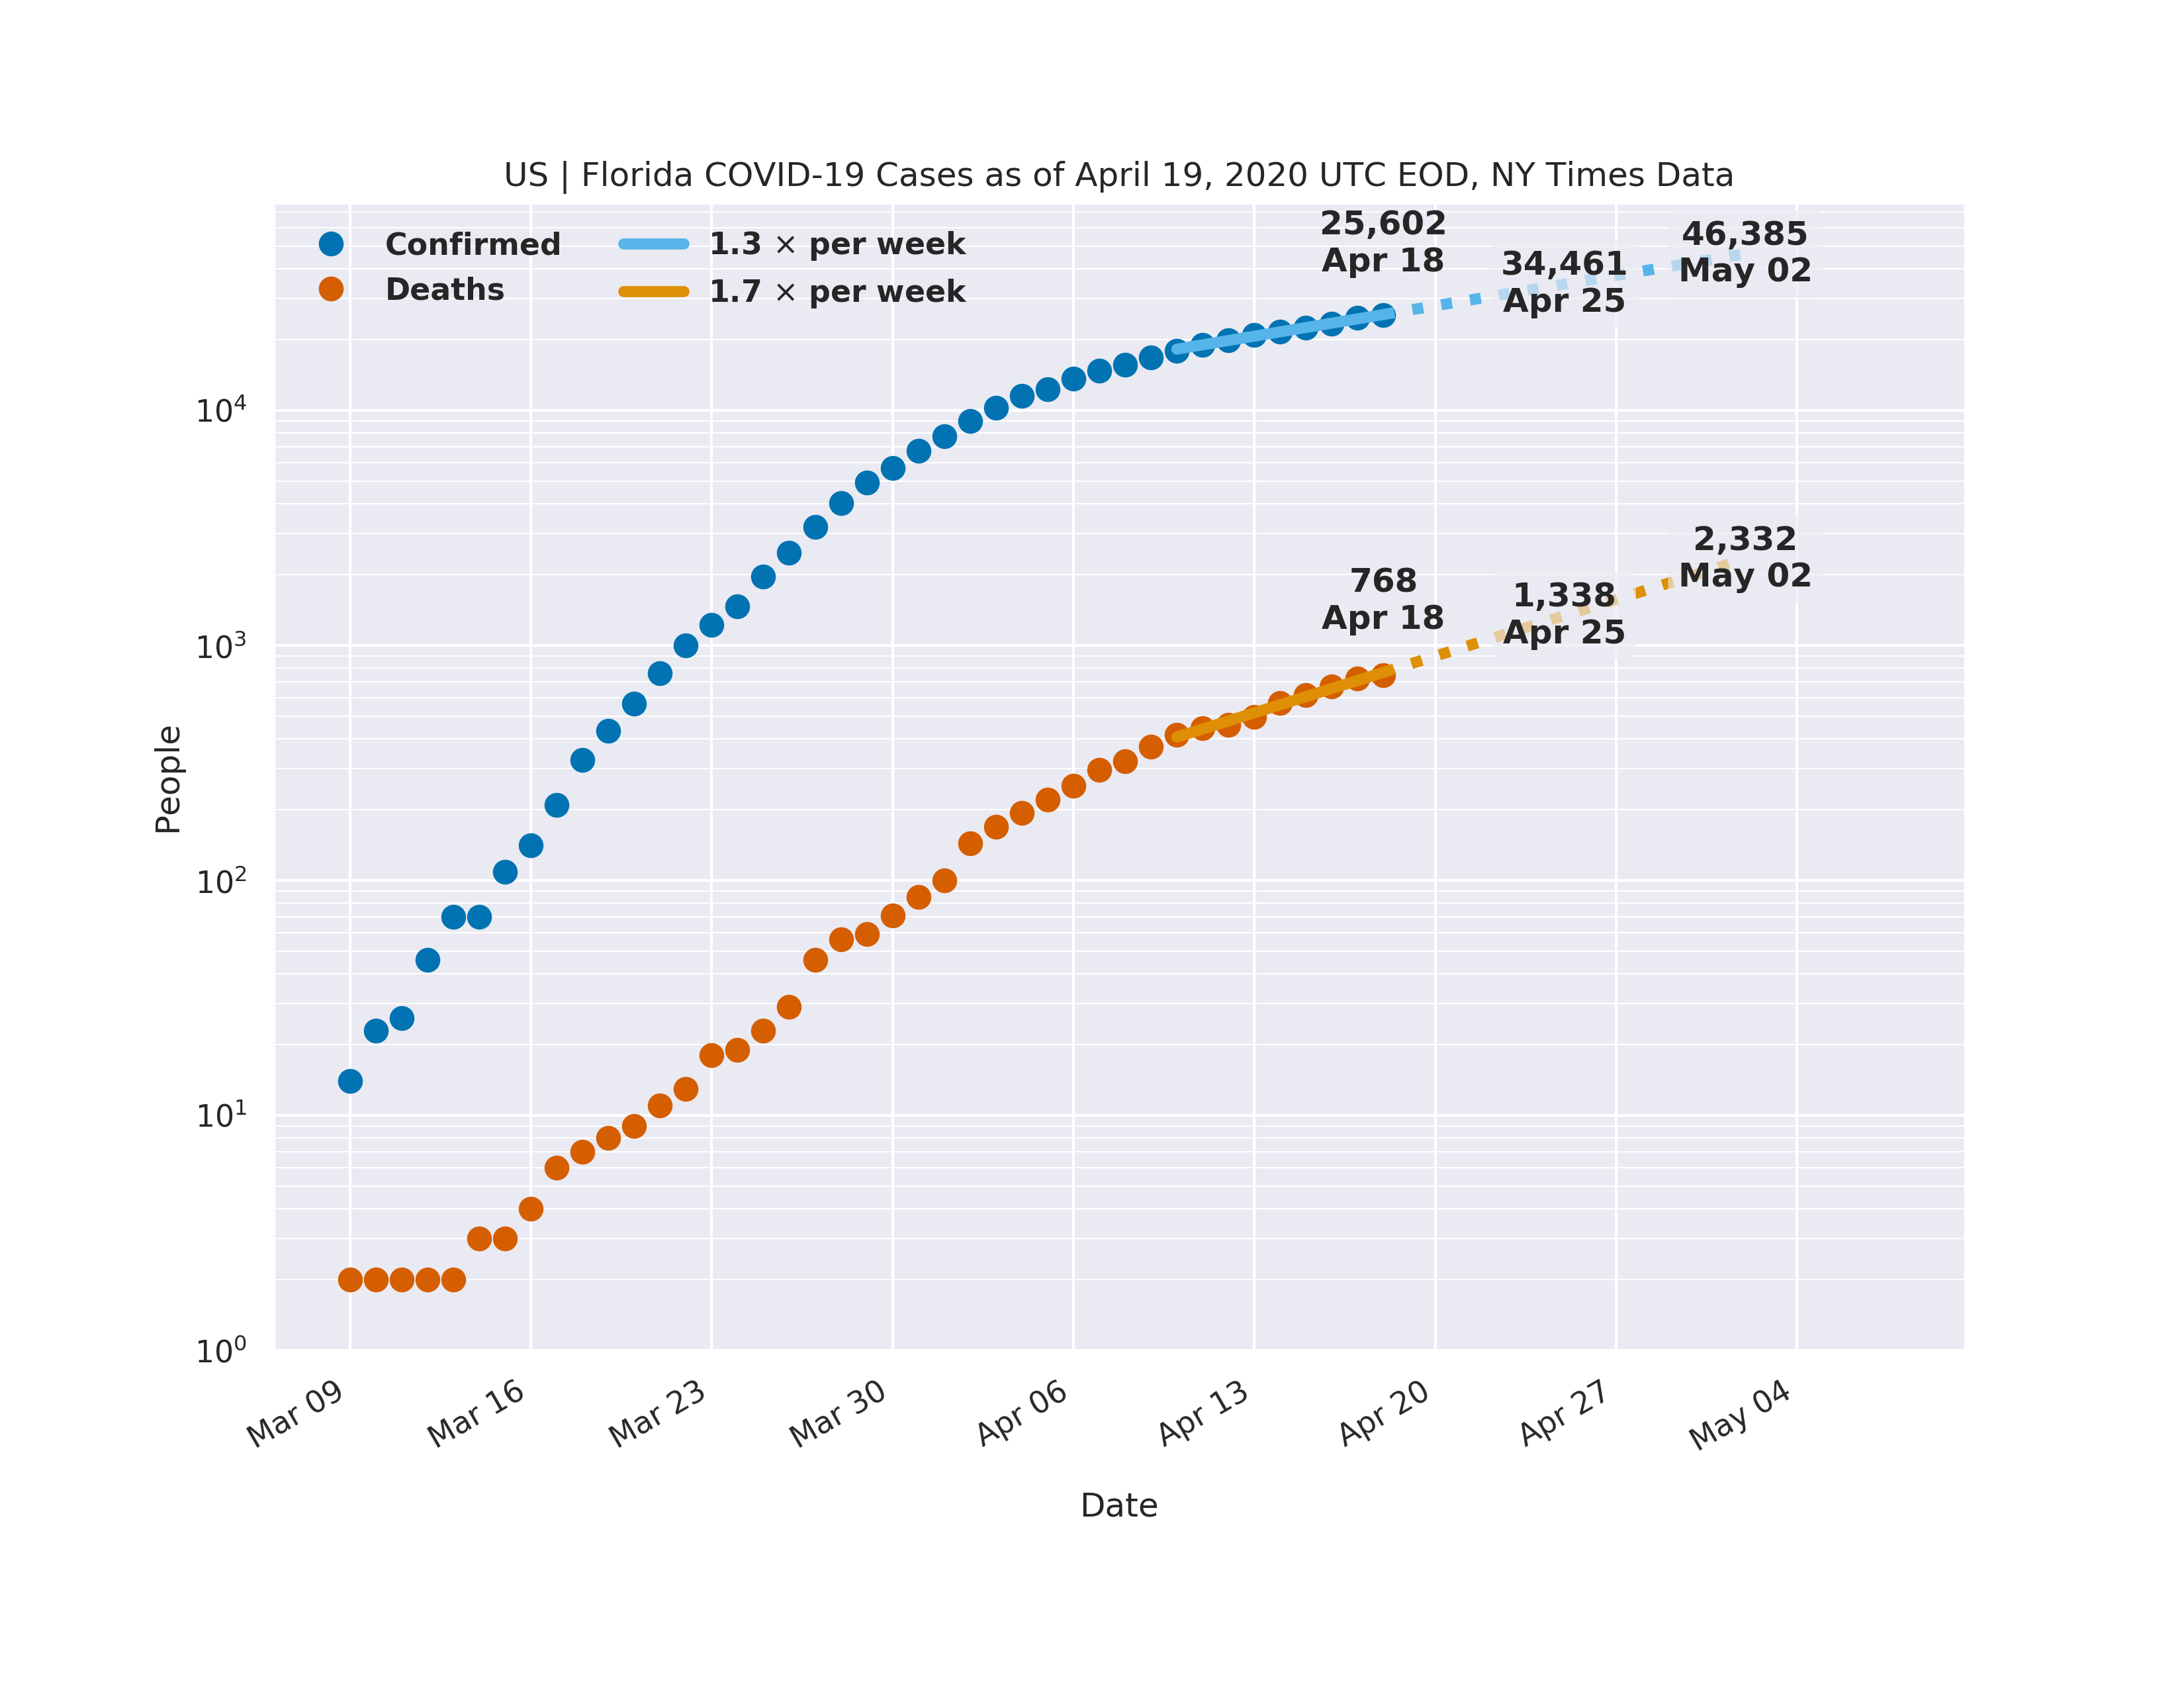 US | Florida COVID-19 Cases as of April 19, 2020 UTC EOD, NY Times Data
Confirmed
Deaths
1.3 × per week
1.7 × per week
25,602
Apr 18
34,461
Apr 25
46,385
May 02
768
Apr 18
1,338
Apr 25
2,332
May 02
People
10⁴
10³
10²
10¹
10⁰
Mar 09
Mar 16
Mar 23
Mar 30
Apr 06
Apr 13
Apr 20
Apr 27
May 04
Date